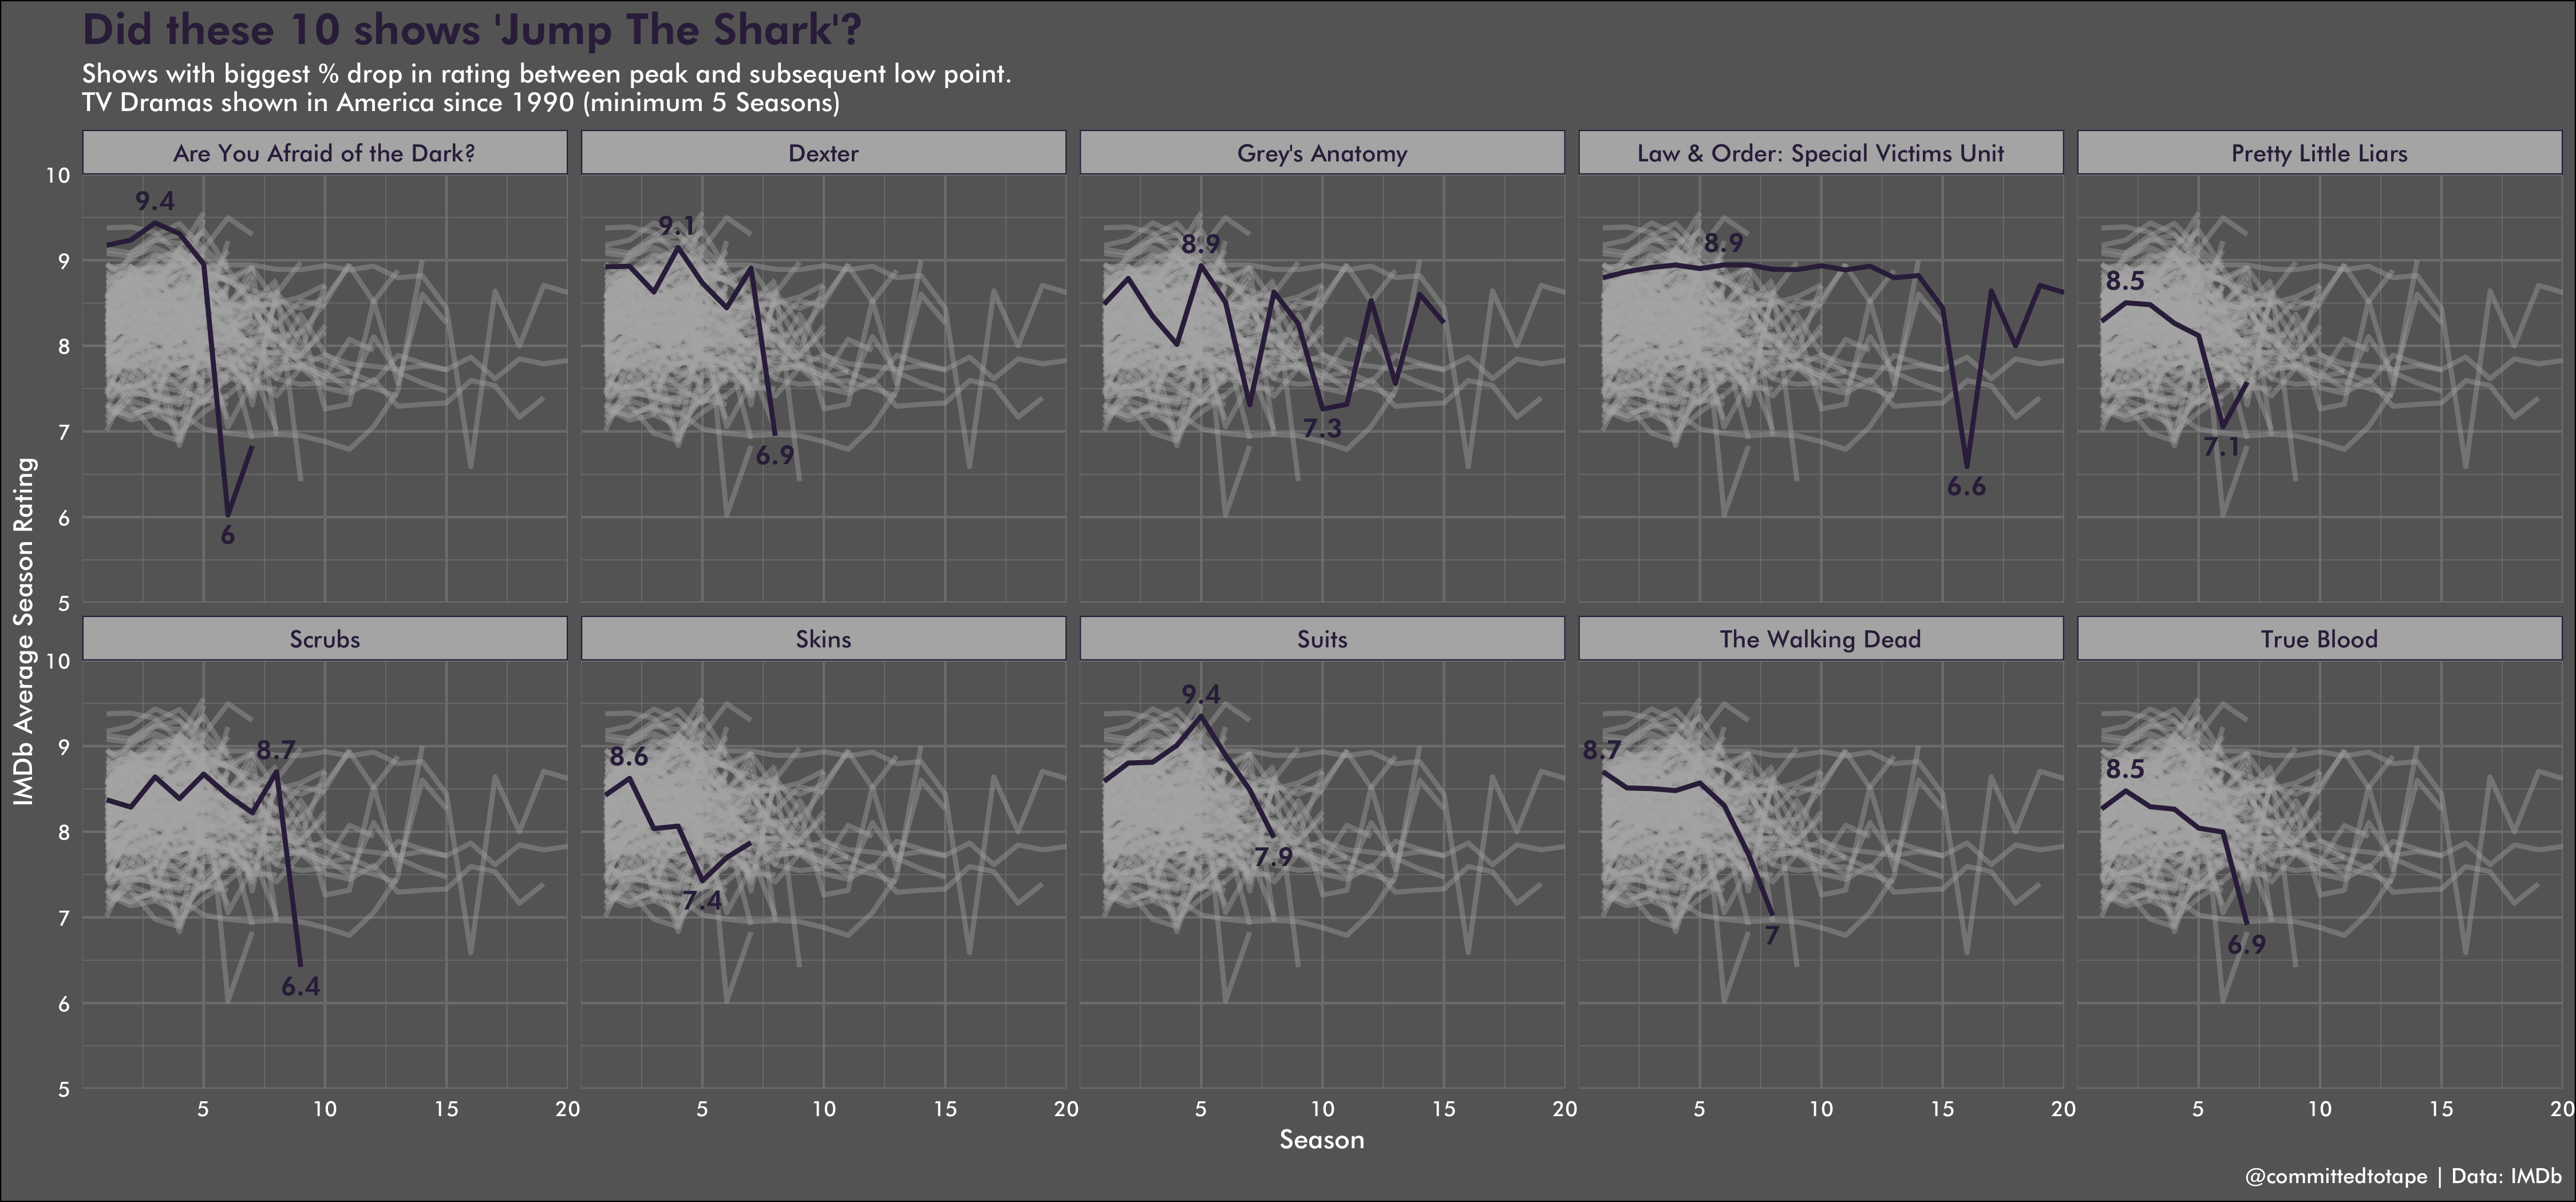 Did these 10 shows 'Jump The Shark'?
Shows with biggest % drop in rating between peak and subsequent low point.
TV Dramas shown in America since 1990 (minimum 5 Seasons)
Are You Afraid of the Dark?
Dexter
Grey's Anatomy
Law & Order: Special Victims Unit
Pretty Little Liars
10
9
8
7
6
5
9.4
6
9.1
6.9
8.9
7.3
8.9
6.6
8.5
7.1
IMDb Average Season Rating
Scrubs
Skins
Suits
The Walking Dead
True Blood
10
9
8
7
6
5
8.7
6.4
8.6
7.4
9.4
7.9
8.7
7
8.5
6.9
5 10 15 20
5 10 15 20
5 10 15 20
5 10 15 20
5 10 15 20
Season
@committedtotape | Data: IMDb